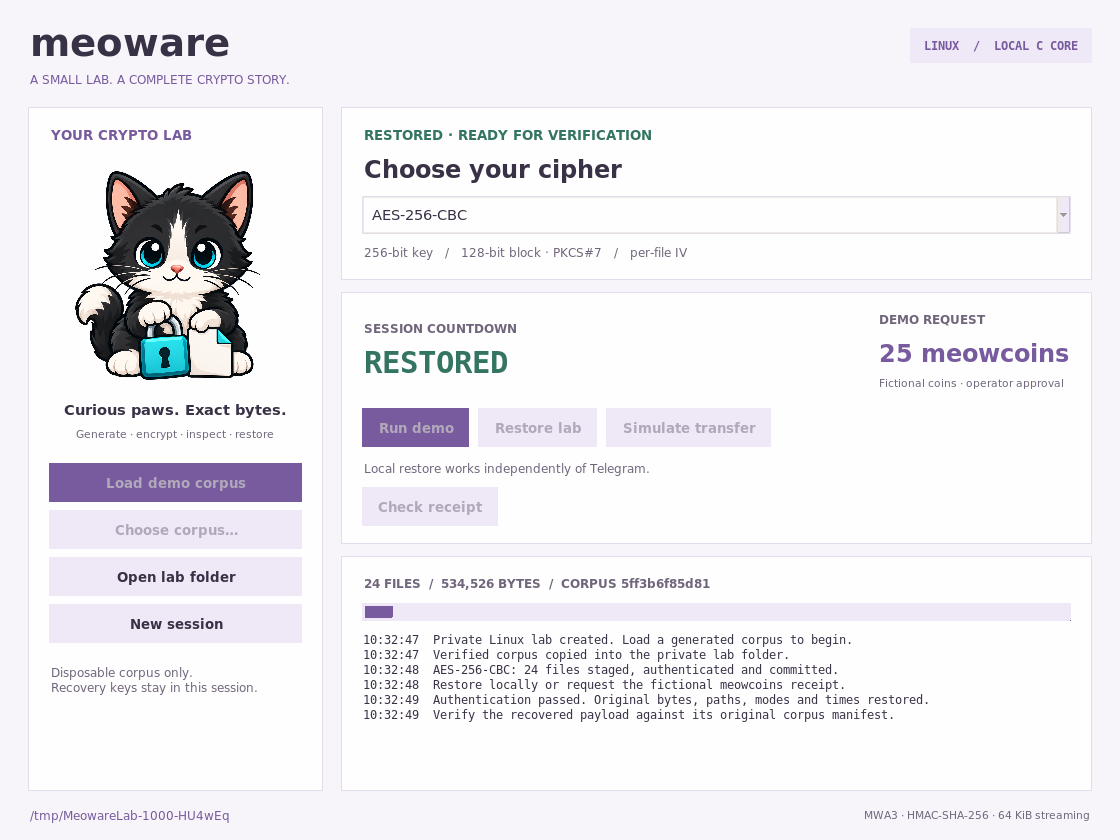 meoware
A SMALL LAB. A COMPLETE CRYPTO STORY.
LINUX / LOCAL C CORE
YOUR CRYPTO LAB
Curious paws. Exact bytes.
Generate · encrypt · inspect · restore
Load demo corpus
Choose corpus…
Open lab folder
New session
Disposable corpus only.
Recovery keys stay in this session.
RESTORED · READY FOR VERIFICATION
Choose your cipher
AES-256-CBC
256-bit key / 128-bit block · PKCS#7 / per-file IV
SESSION COUNTDOWN
RESTORED
DEMO REQUEST
25 meowcoins
Fictional coins · operator approval
Run demo
Restore lab
Simulate transfer
Local restore works independently of Telegram.
Check receipt
24 FILES / 534,526 BYTES / CORPUS 5ff3b6f85d81
10:32:47 Private Linux lab created. Load a generated corpus to begin.
10:32:47 Verified corpus copied into the private lab folder.
10:32:48 AES-256-CBC: 24 files staged, authenticated and committed.
10:32:48 Restore locally or request the fictional meowcoins receipt.
10:32:49 Authentication passed. Original bytes, paths, modes and times restored.
10:32:49 Verify the recovered payload against its original corpus manifest.
/tmp/MeowareLab-1000-HU4wEq
MWA3 · HMAC-SHA-256 · 64 KiB streaming